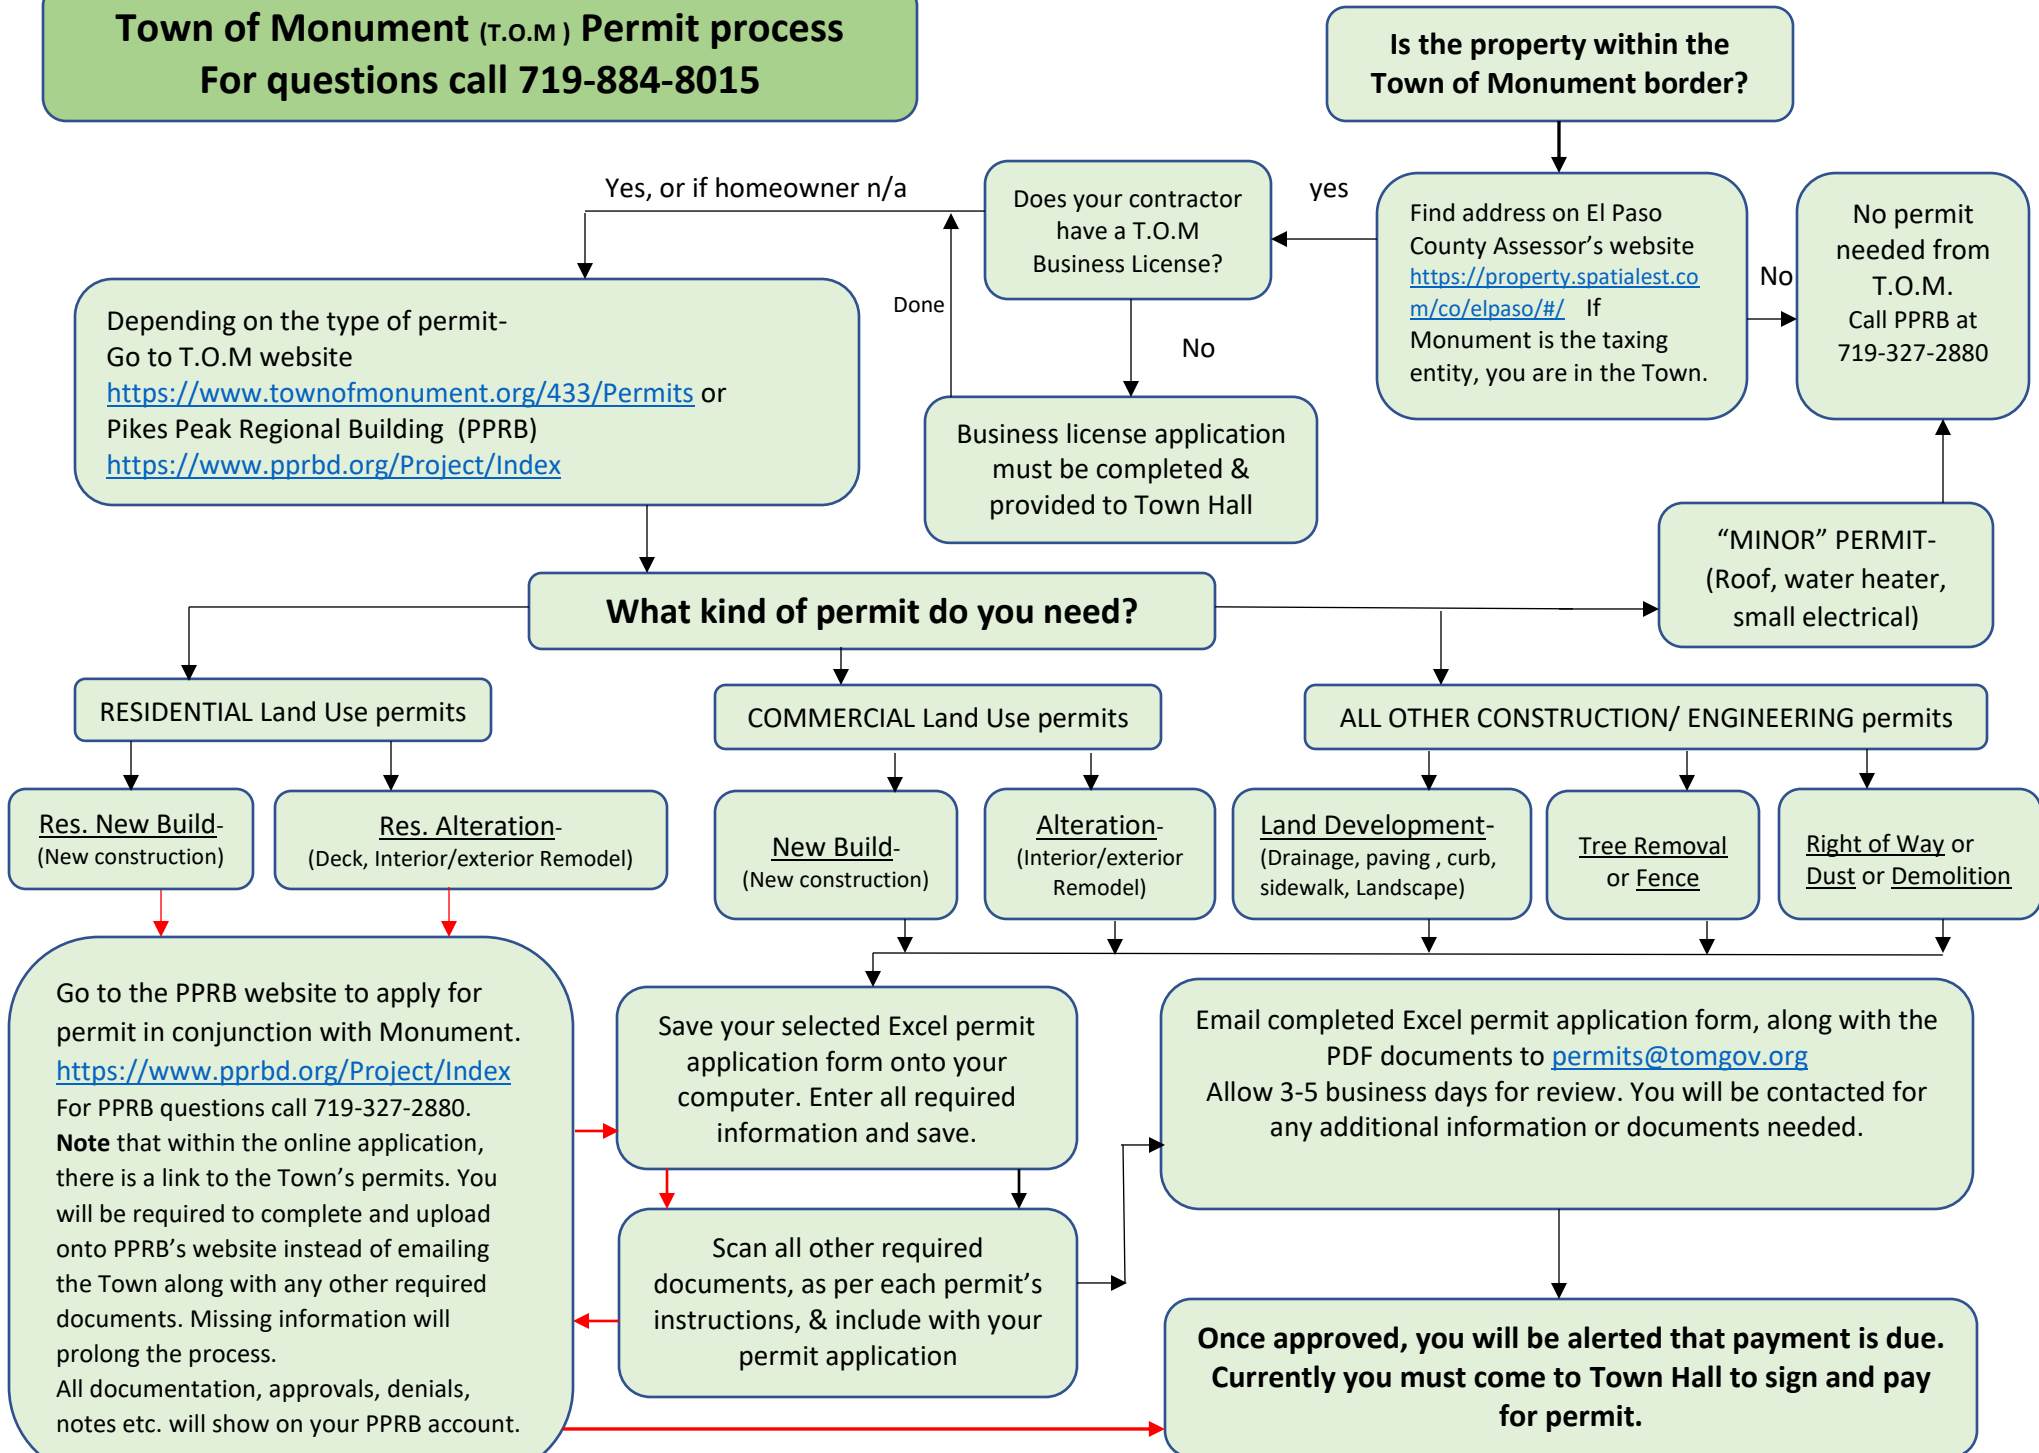 Town of Monument (T.O.M ) Permit process
For questions call 719-884-8015
Is the property within the
Town of Monument border?
Yes, or if homeowner n/a
Does your contractor
have a T.O.M
Business License?
yes
Find address on El Paso
County Assessor's website
https://property.spatialest.co
m/co/elpaso/#/ If
Monument is the taxing
entity, you are in the Town.
No
No permit
needed from
T.O.M.
Call PPRB at
719-327-2880
Done
No
Depending on the type of permit-
Go to T.O.M website
https://www.townofmonument.org/433/Permits or
Pikes Peak Regional Building (PPRB)
https://www.pprbd.org/Project/Index
Business license application
must be completed &
provided to Town Hall
"MINOR" PERMIT-
(Roof, water heater,
small electrical)
What kind of permit do you need?
RESIDENTIAL Land Use permits
COMMERCIAL Land Use permits
ALL OTHER CONSTRUCTION/ ENGINEERING permits
Res. New Build-
(New construction)
Res. Alteration-
(Deck, Interior/exterior Remodel)
New Build-
(New construction)
Alteration-
(Interior/exterior
Remodel)
Land Development-
(Drainage, paving , curb,
sidewalk, Landscape)
Tree Removal
or Fence
Right of Way or
Dust or Demolition
Go to the PPRB website to apply for
permit in conjunction with Monument.
https://www.pprbd.org/Project/Index
For PPRB questions call 719-327-2880.
Note that within the online application,
there is a link to the Town's permits. You
will be required to complete and upload
onto PPRB's website instead of emailing
the Town along with any other required
documents. Missing information will
prolong the process.
All documentation, approvals, denials,
notes etc. will show on your PPRB account.
Save your selected Excel permit
application form onto your
computer. Enter all required
information and save.
Scan all other required
documents, as per each permit's
instructions, & include with your
permit application
Email completed Excel permit application form, along with the
PDF documents to permits@tomgov.org
Allow 3-5 business days for review. You will be contacted for
any additional information or documents needed.
Once approved, you will be alerted that payment is due.
Currently you must come to Town Hall to sign and pay
for permit.